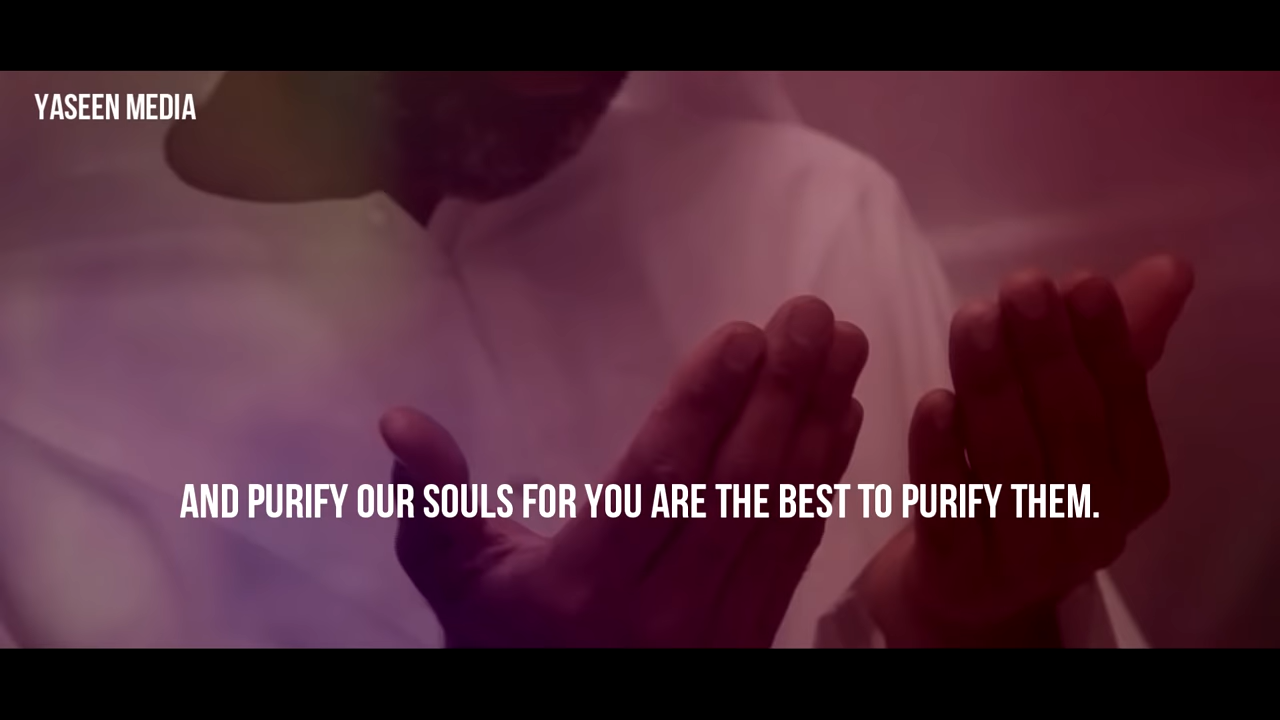 YASEEN MEDIA
AND PURIFY OUR SOULS FOR YOU ARE THE BEST TO PURIFY THEM.